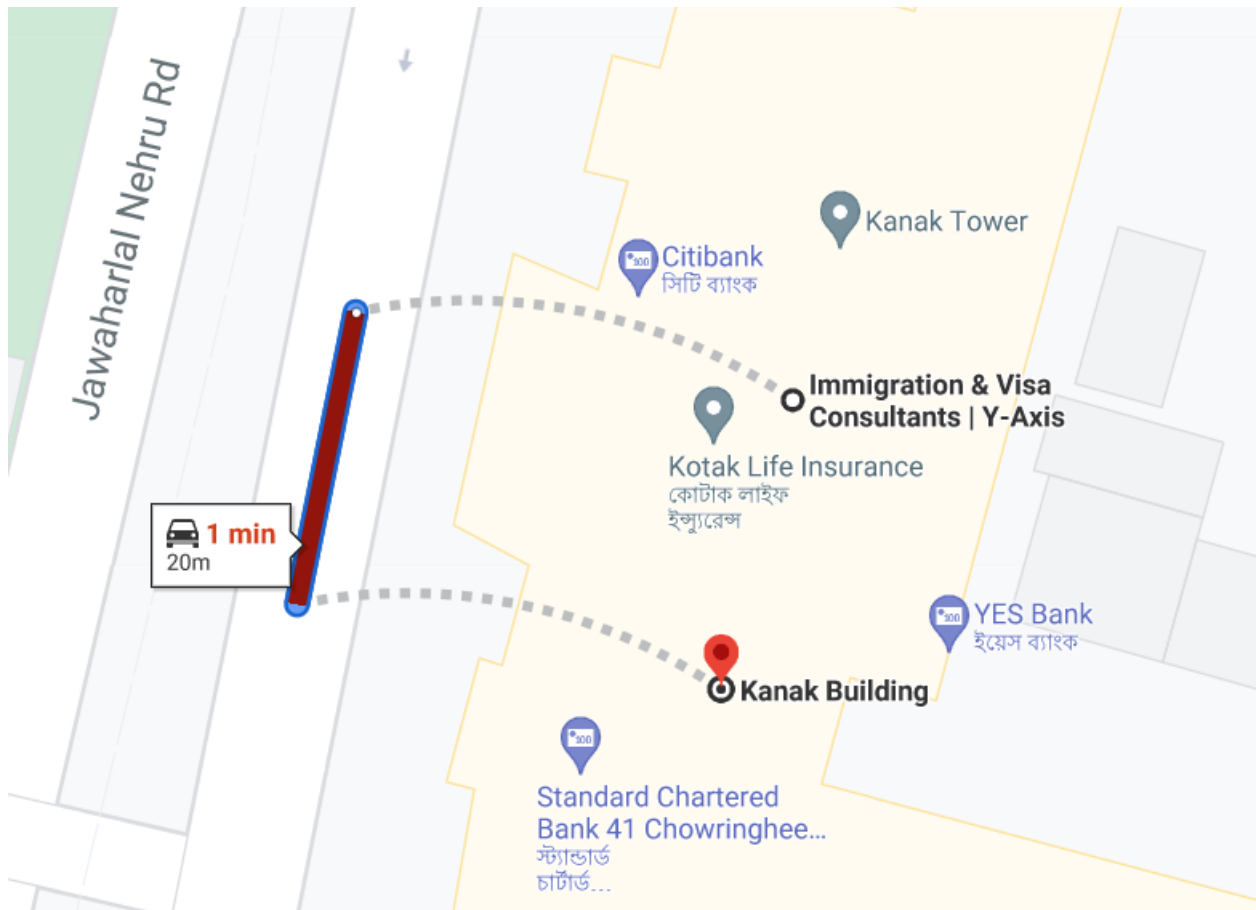 Jawaharlal Nehru Rd
Kanak Tower
Citibank
সিটি ব্যাংক
Immigration & Visa
Consultants | Y-Axis
Kotak Life Insurance
কোটাক লাইফ
ইন্স্যুরেন্স
1 min
20m
YES Bank
ইয়েস ব্যাংক
Kanak Building
Standard Chartered
Bank 41 Chowringhee...
স্ট্যান্ডার্ড
চার্টার্ড...